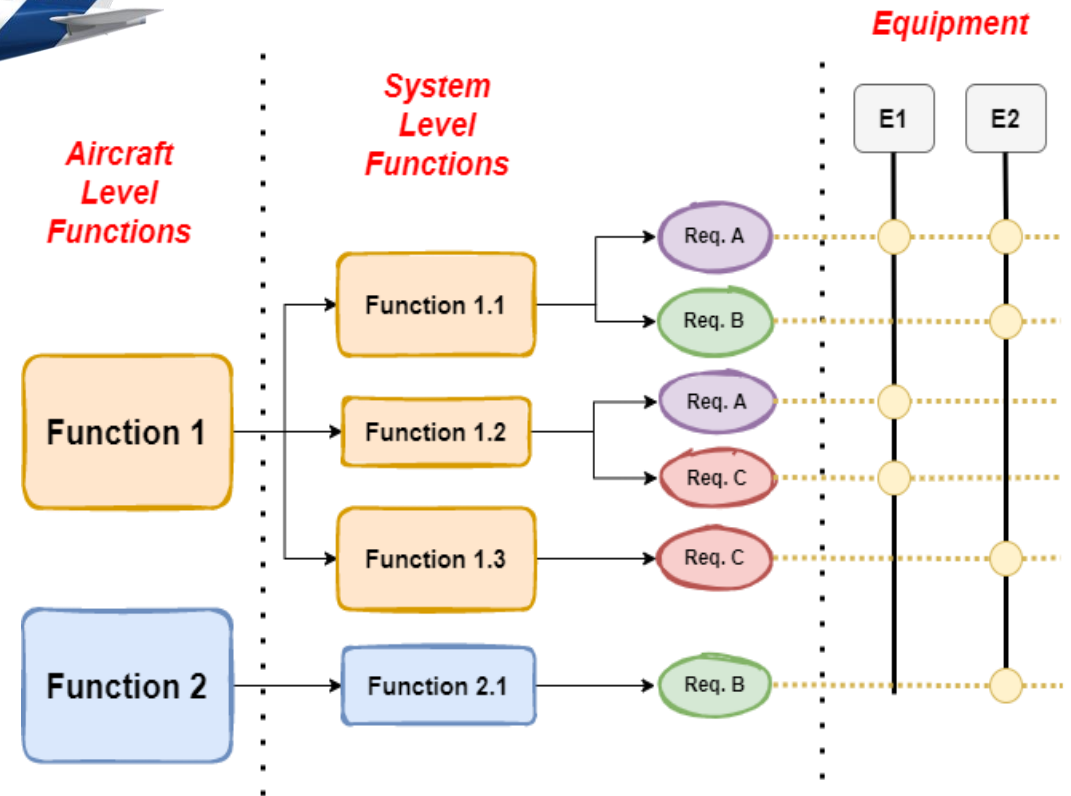 Equipment
System
Level
Functions
Aircraft
Level
Functions
E1
E2
Req. A
Function 1.1
Req. B
Req. A
Function 1
Function 1.2
Req. C
Function 1.3
Req. C
Function 2
Function 2.1
Req. B